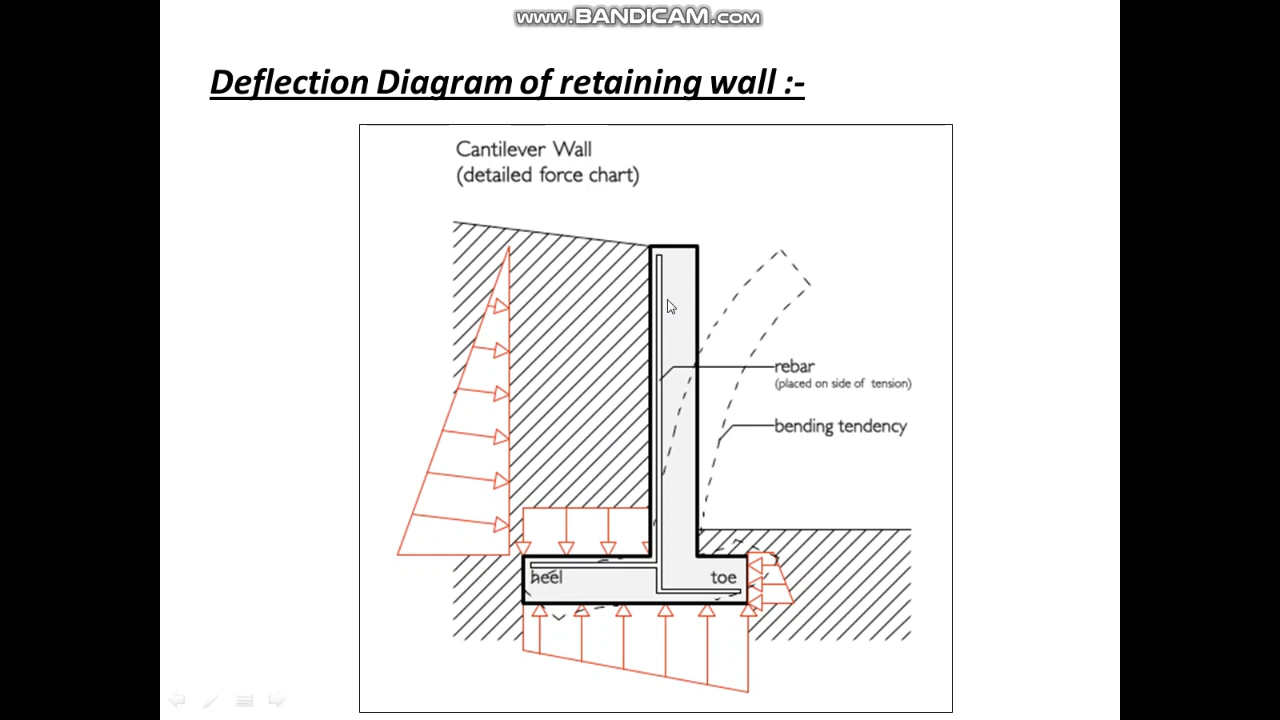 www.BANDICAM.com
Deflection Diagram of retaining wall :-
Cantilever Wall
(detailed force chart)
rebar
(placed on side of tension)
bending tendency
heel
toe